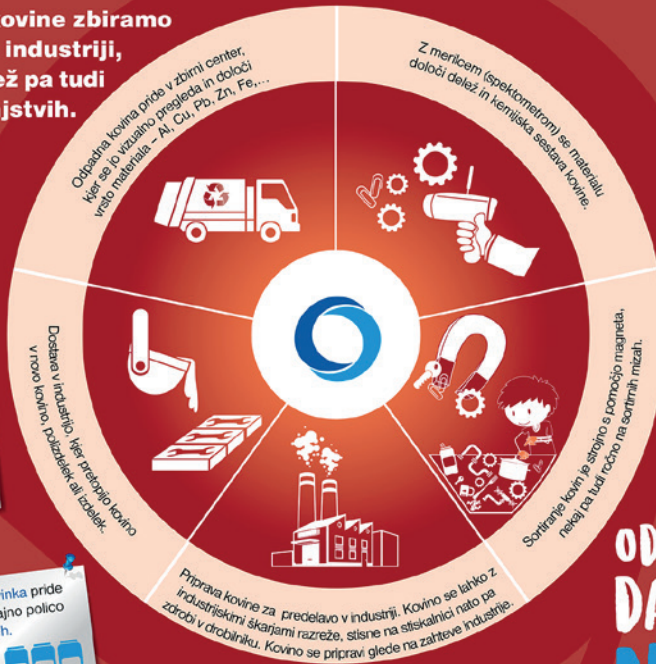 ovine zbiramo
industriji,
ež pa tudi
jstvih.
Odpadna kovina pride v zbirni center,
kjer se jo vizualno pregleda in določi
vrsto materiala – Al, Cu, Pb, Zn, Fe,...
Z merilcem (spektometrom) se materialu
določi delež in kemijska sestava kovine.
Sortiranje kovin je strojno s pomočjo magneta,
nekaj pa tudi ročno na sortirnih mizah.
Priprava kovine za predelavo v industriji. Kovino se lahko z
industrijskimi škarjami razreže, stisne na stiskalnici nato pa
zdrobi v drobilniku. Kovino se pripravi glede na zahteve industrije.
Dostava v industrijo, kjer pretopijo kovino
v novo kovino, polizdelek ali izdelek.
inka pride
ajno polico
h.
OD
DA